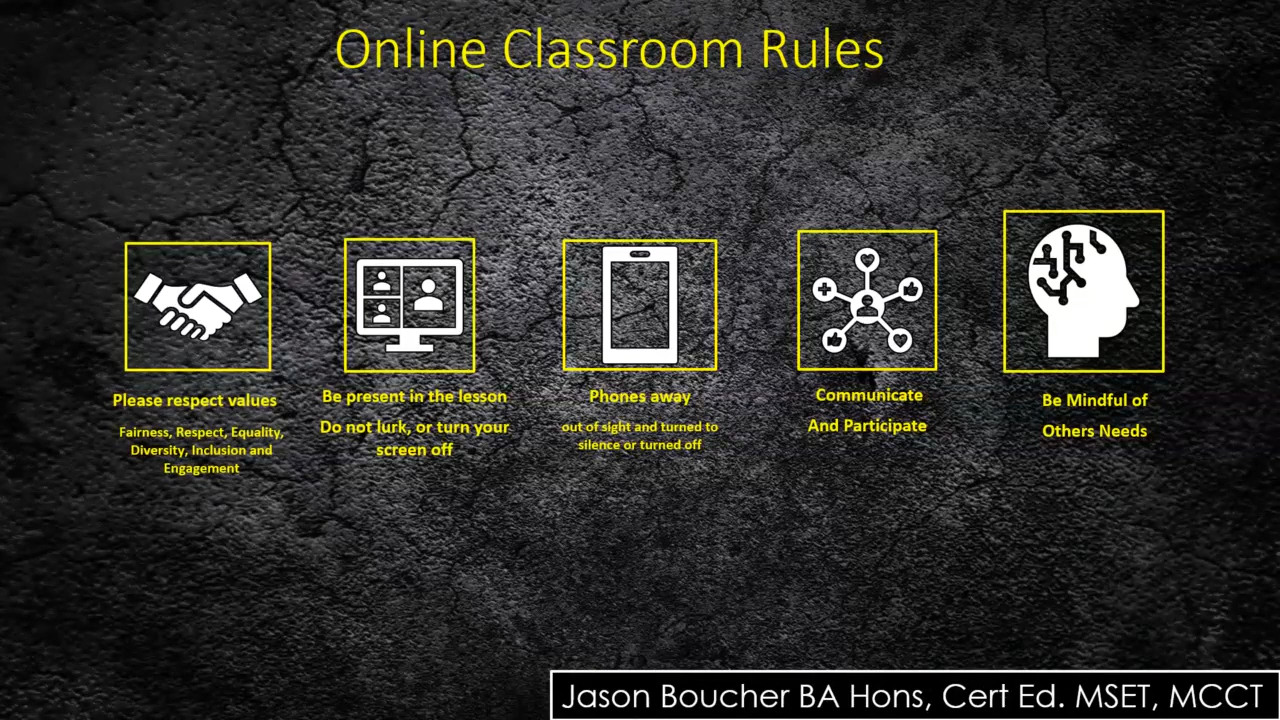 Online Classroom Rules
Please respect values
Fairness, Respect, Equality,
Diversity, Inclusion and
Engagement
Be present in the lesson
Do not lurk, or turn your
screen off
Phones away
out of sight and turned to
silence or turned off
Communicate
And Participate
Be Mindful of
Others Needs
Jason Boucher BA Hons, Cert Ed. MSET, MCCT